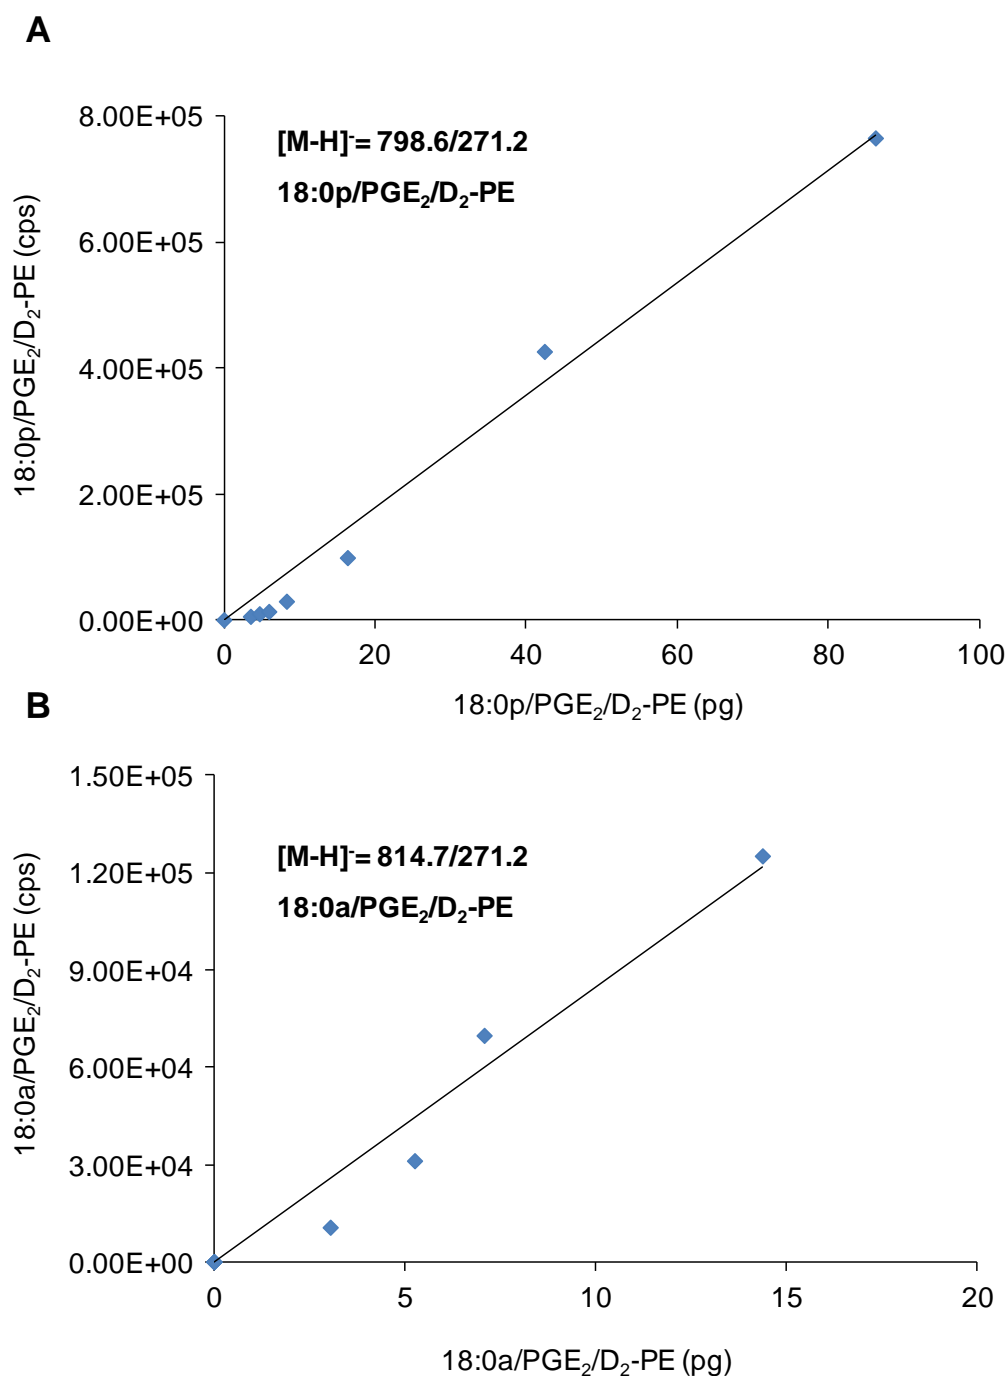 A
8.00E+05
6.00E+05
4.00E+05
2.00E+05
0.00E+00
18:0p/PGE₂/D₂-PE (cps)
[M-H]⁻= 798.6/271.2
18:0p/PGE₂/D₂-PE
0 20 40 60 80 100
18:0p/PGE₂/D₂-PE (pg)
B
1.50E+05
1.20E+05
9.00E+04
6.00E+04
3.00E+04
0.00E+00
18:0a/PGE₂/D₂-PE (cps)
[M-H]⁻= 814.7/271.2
18:0a/PGE₂/D₂-PE
0 5 10 15 20
18:0a/PGE₂/D₂-PE (pg)